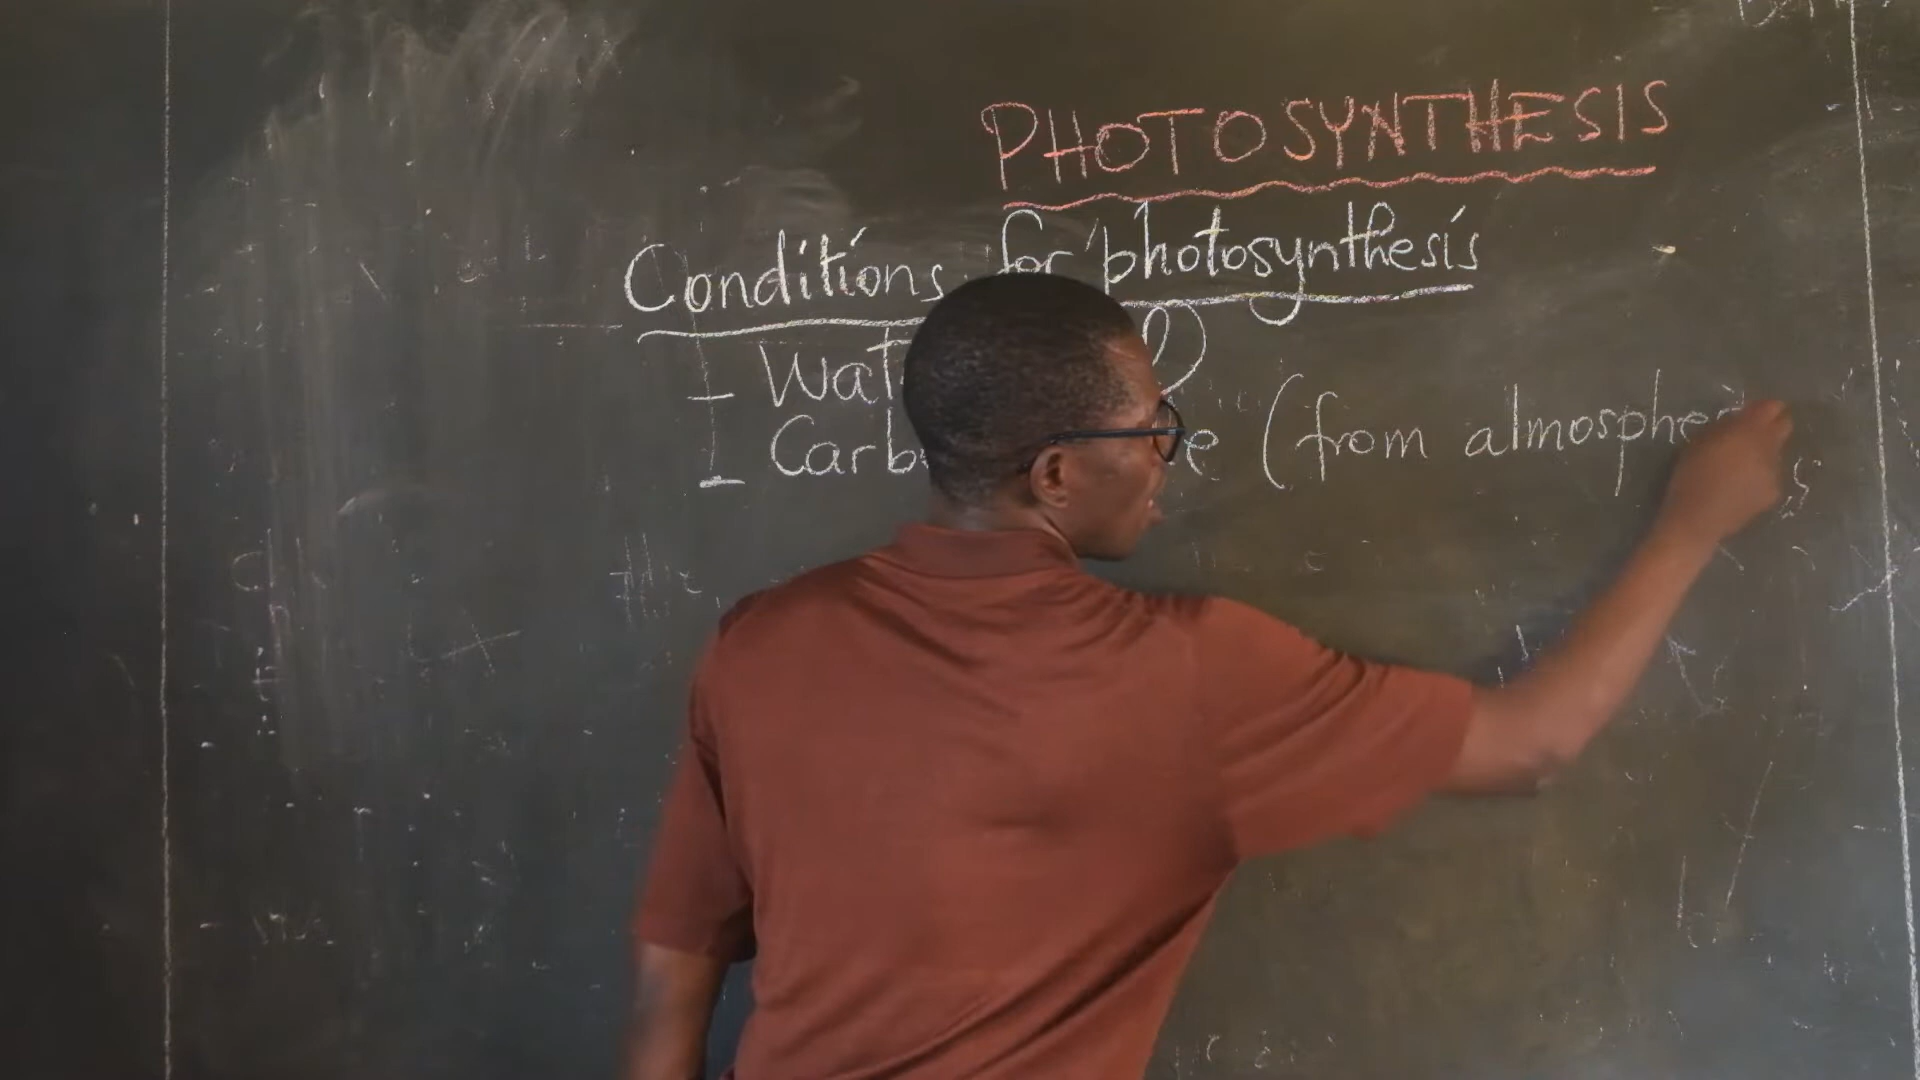 PHOTOSYNTHESIS
Conditions for photosynthesis
- Wat
- Carb e (from almosphe